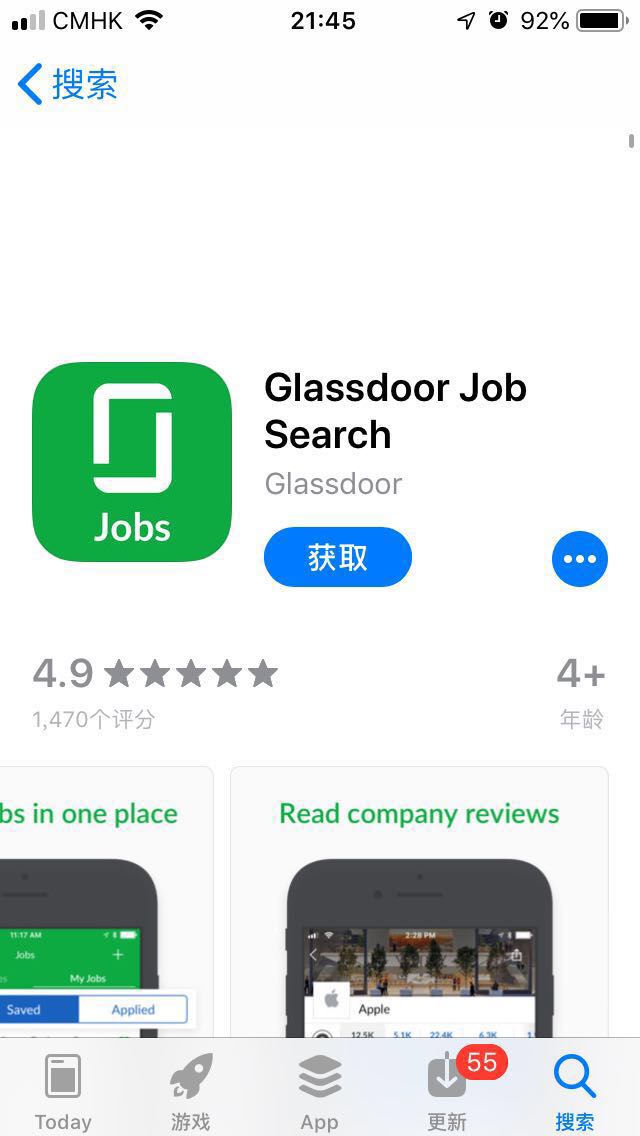 CMHK 21:45 92%
搜索
Glassdoor Job
Search
Glassdoor
Jobs
获取
4.9 4+
1,470个评分 年龄
bs in one place
Read company reviews
11:17 AM
Jobs +
My Jobs
Saved Applied
2:28 PM
Apple
12.5K 5.1K 22.4K 6.3K
55
Today 游戏 App 更新 搜索